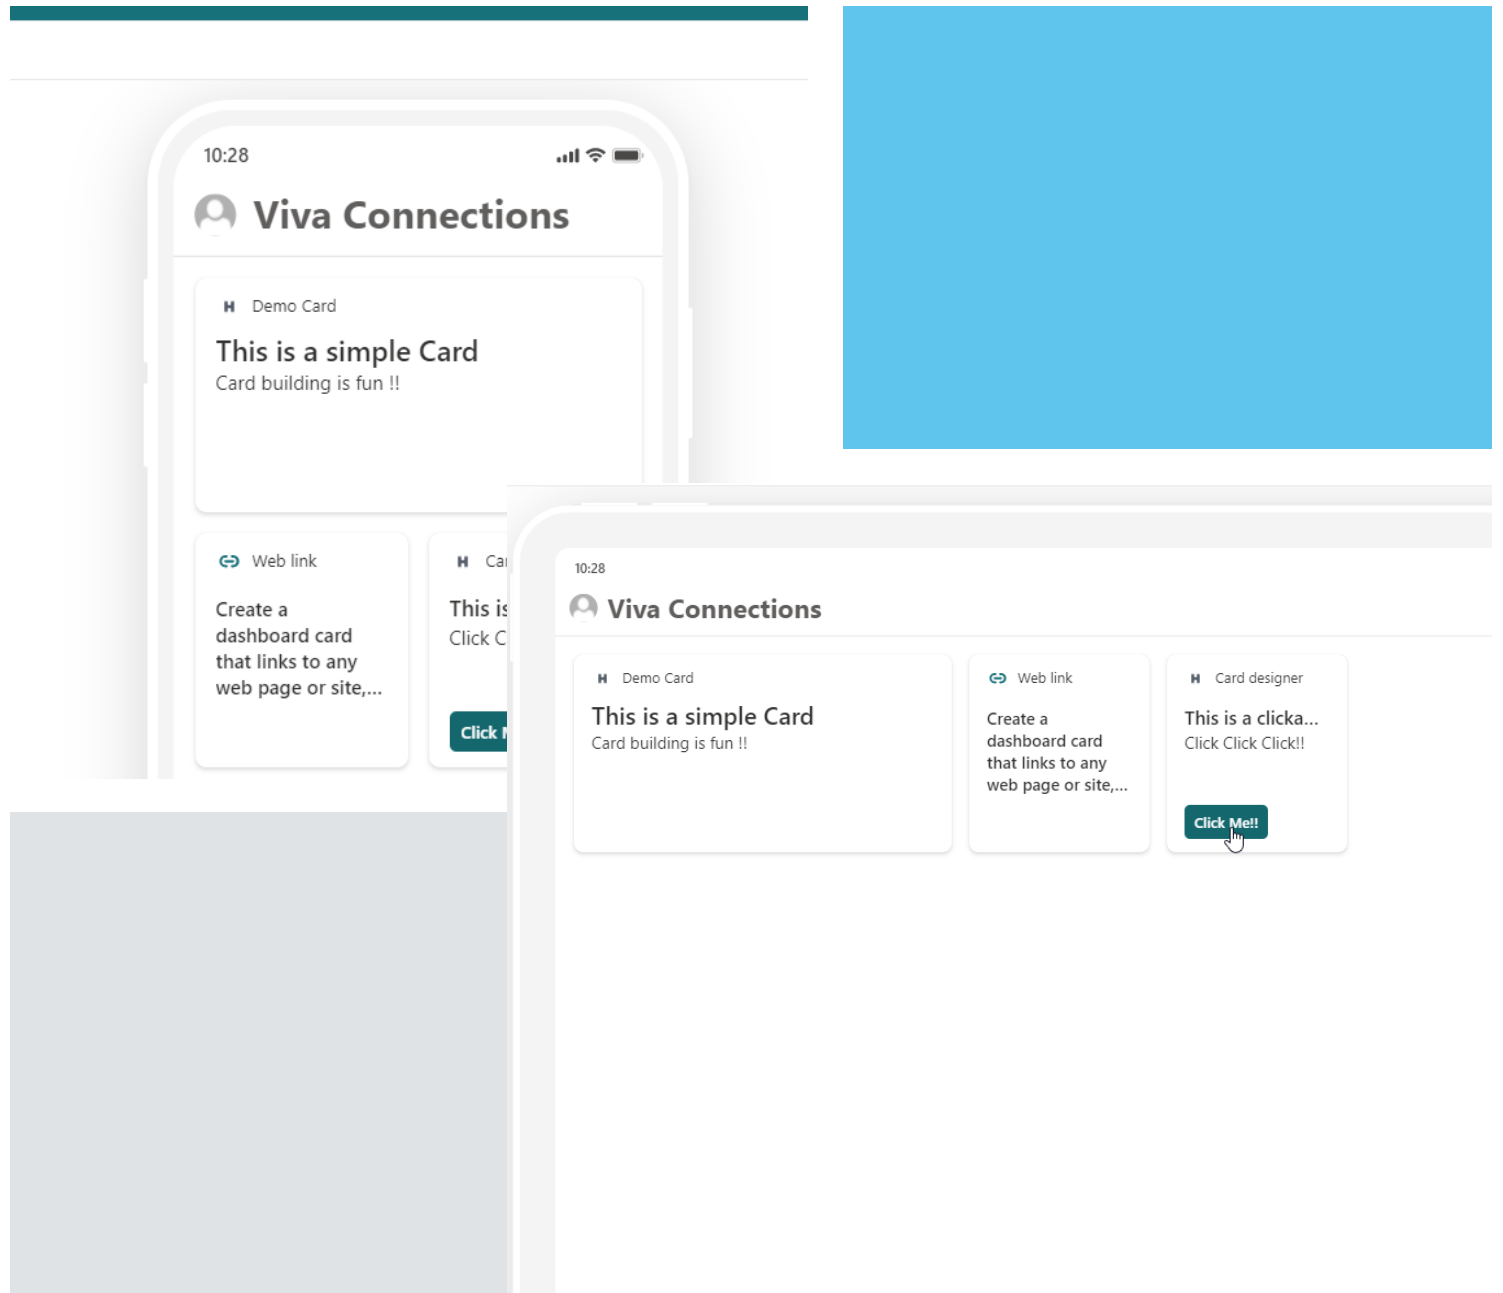 10:28
Viva Connections
Demo Card
This is a simple Card
Card building is fun !!
Web link
Create a
dashboard card
that links to any
web page or site,...
This is
Click
Click
10:28
Viva Connections
Demo Card
This is a simple Card
Card building is fun !!
Web link
Create a
dashboard card
that links to any
web page or site,...
Card designer
This is a clicka...
Click Click Click!!
Click Me!!